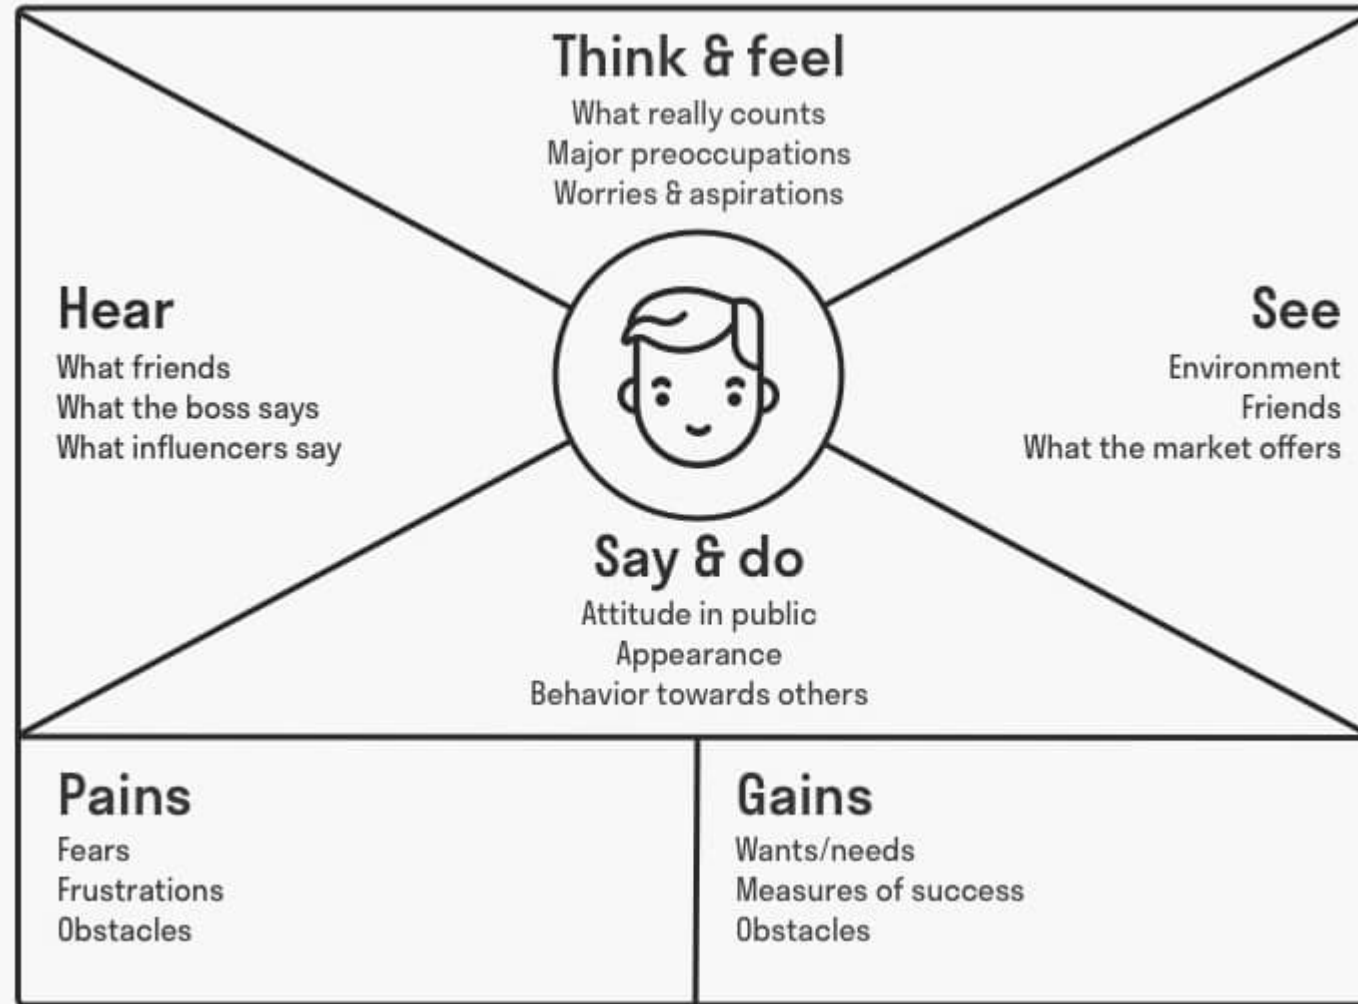 Think & feel
What really counts
Major preoccupations
Worries & aspirations
Hear
What friends
What the boss says
What influencers say
See
Environment
Friends
What the market offers
Say & do
Attitude in public
Appearance
Behavior towards others
Pains
Fears
Frustrations
Obstacles
Gains
Wants/needs
Measures of success
Obstacles